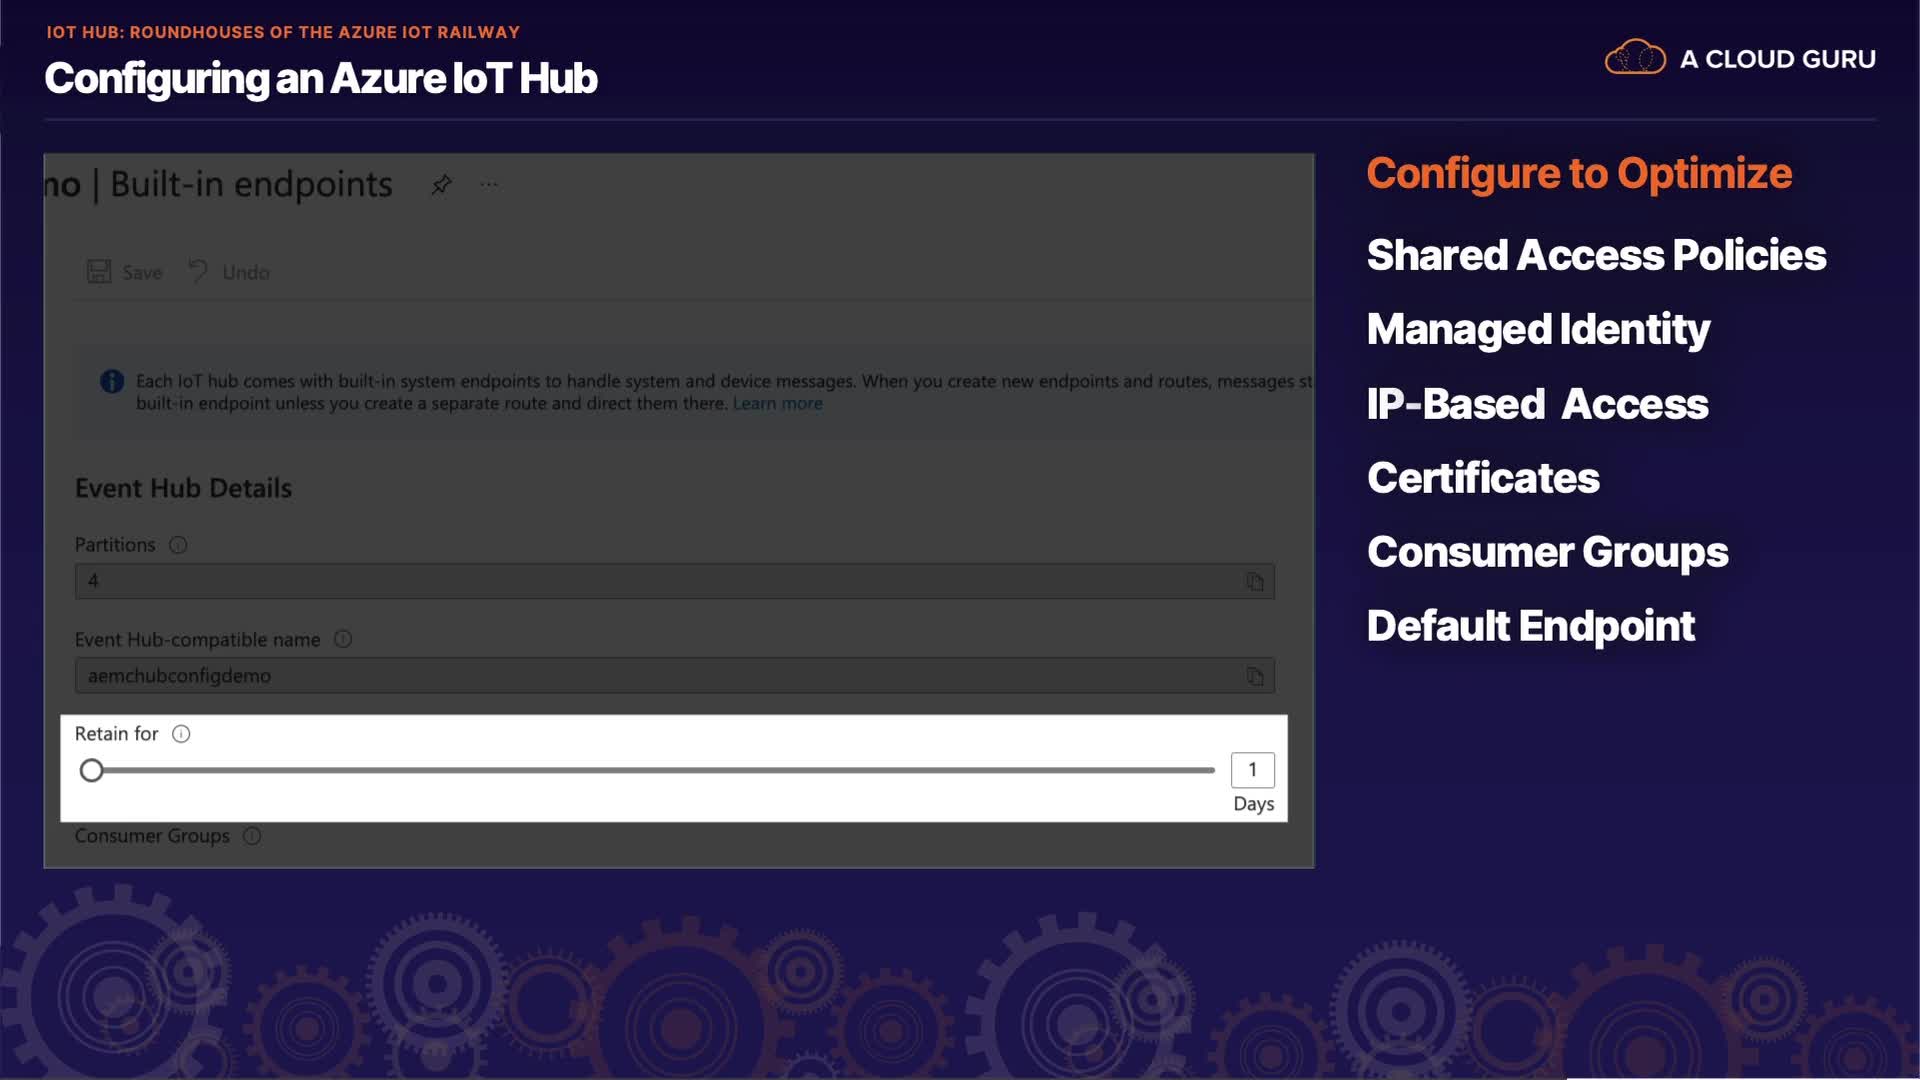 IOT HUB: ROUNDHOUSES OF THE AZURE IOT RAILWAY
Configuring an Azure IoT Hub
A CLOUD GURU
no | Built-in endpoints
Save
Undo
Each IoT hub comes with built-in system endpoints to handle system and device messages. When you create new endpoints and routes, messages st
built-in endpoint unless you create a separate route and direct them there. Learn more
Event Hub Details
Partitions
4
Event Hub-compatible name
aemchubconfigdemo
Retain for
1
Days
Consumer Groups
Configure to Optimize
Shared Access Policies
Managed Identity
IP-Based Access
Certificates
Consumer Groups
Default Endpoint